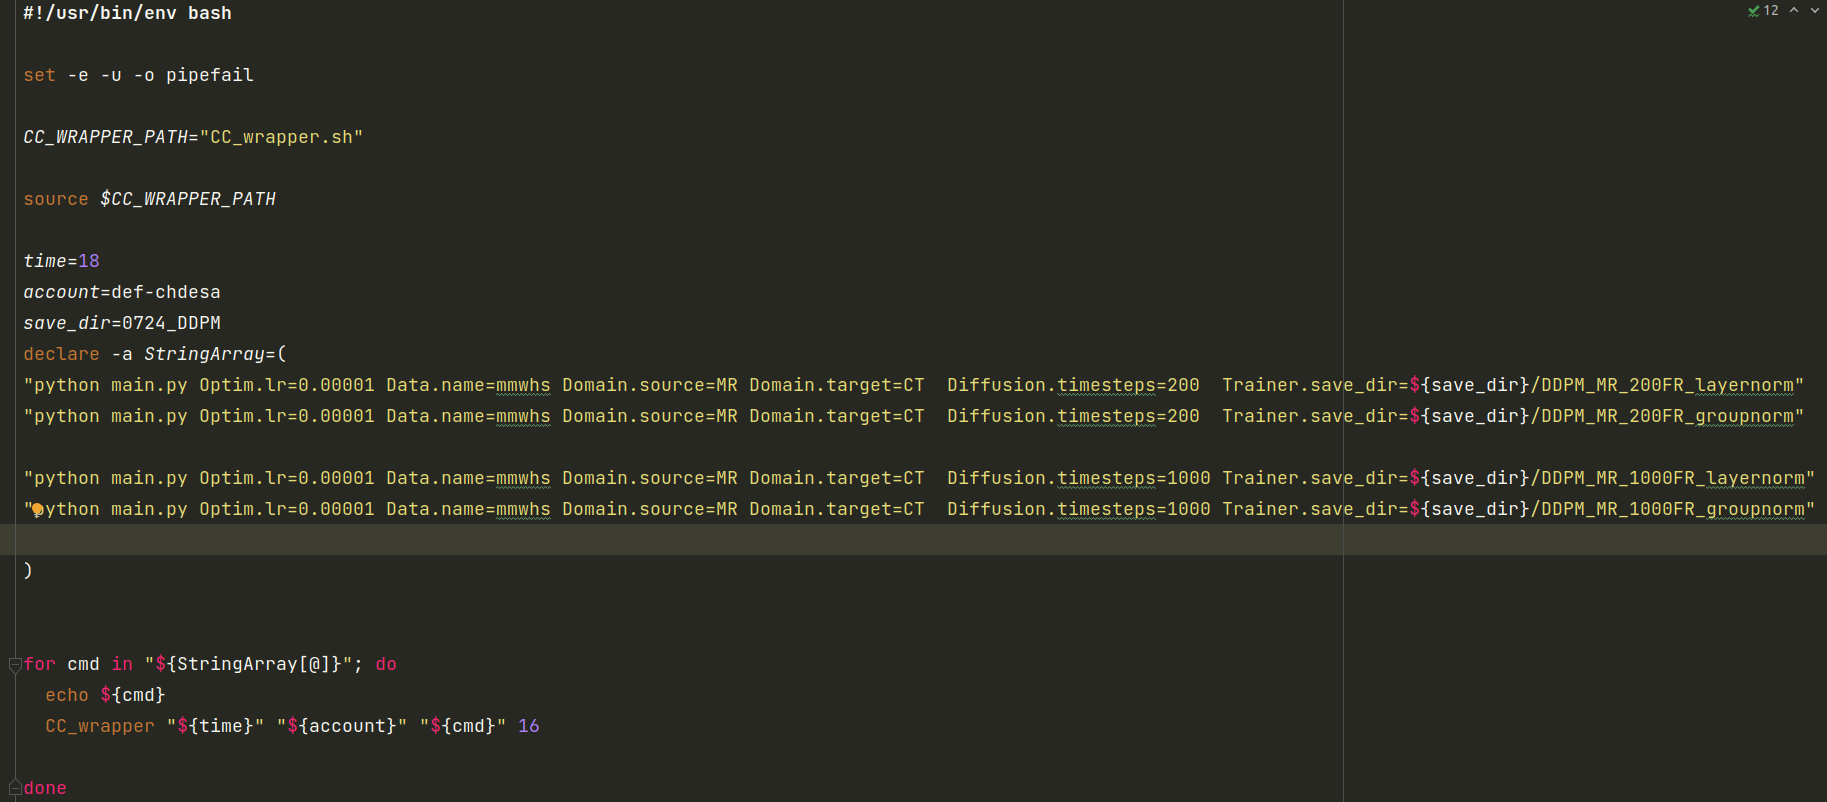 #!/usr/bin/env bash
12
set -e -u -o pipefail
CC_WRAPPER_PATH="CC_wrapper.sh"
source $CC_WRAPPER_PATH
time=18
account=def-chdesa
save_dir=0724_DDPM
declare -a StringArray=(
"python main.py Optim.lr=0.00001 Data.name=mmwhs Domain.source=MR Domain.target=CT  Diffusion.timesteps=200  Trainer.save_dir=${save_dir}/DDPM_MR_200FR_layernorm"
"python main.py Optim.lr=0.00001 Data.name=mmwhs Domain.source=MR Domain.target=CT  Diffusion.timesteps=200  Trainer.save_dir=${save_dir}/DDPM_MR_200FR_groupnorm"
"python main.py Optim.lr=0.00001 Data.name=mmwhs Domain.source=MR Domain.target=CT  Diffusion.timesteps=1000 Trainer.save_dir=${save_dir}/DDPM_MR_1000FR_layernorm"
"python main.py Optim.lr=0.00001 Data.name=mmwhs Domain.source=MR Domain.target=CT  Diffusion.timesteps=1000 Trainer.save_dir=${save_dir}/DDPM_MR_1000FR_groupnorm"
)
for cmd in "${StringArray[@]}"; do
  echo ${cmd}
  CC_wrapper "${time}" "${account}" "${cmd}" 16
done